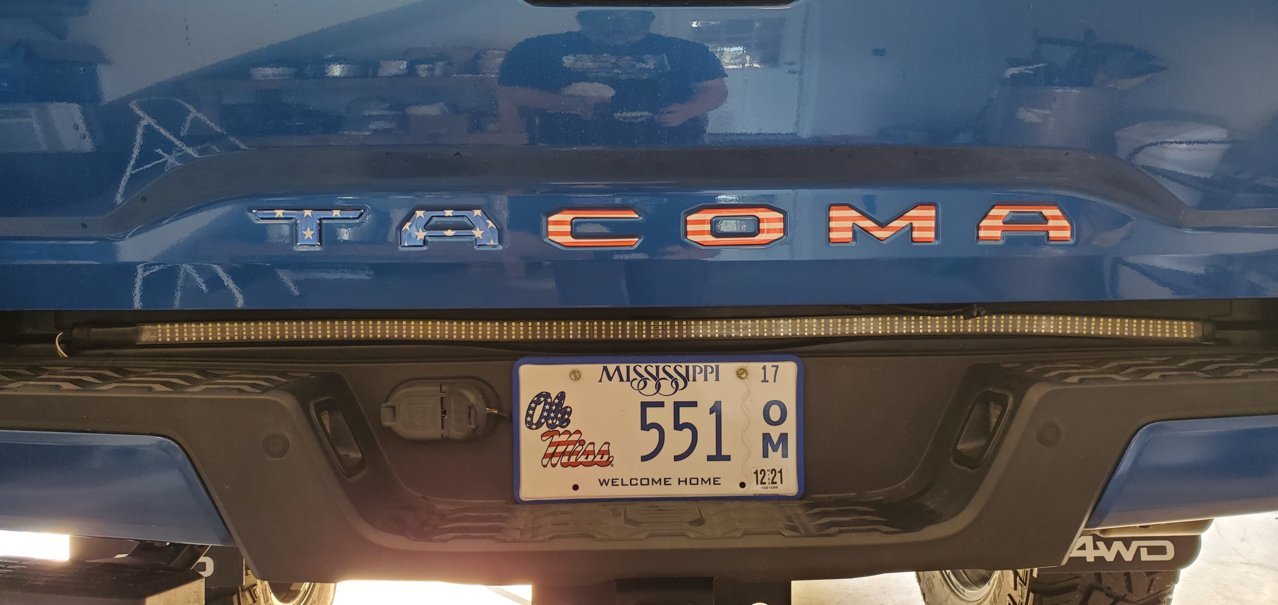 TACOMA
MISSISSIPPI
17
Ole
Miss
551
OM
WELCOME HOME
12 21
4WD